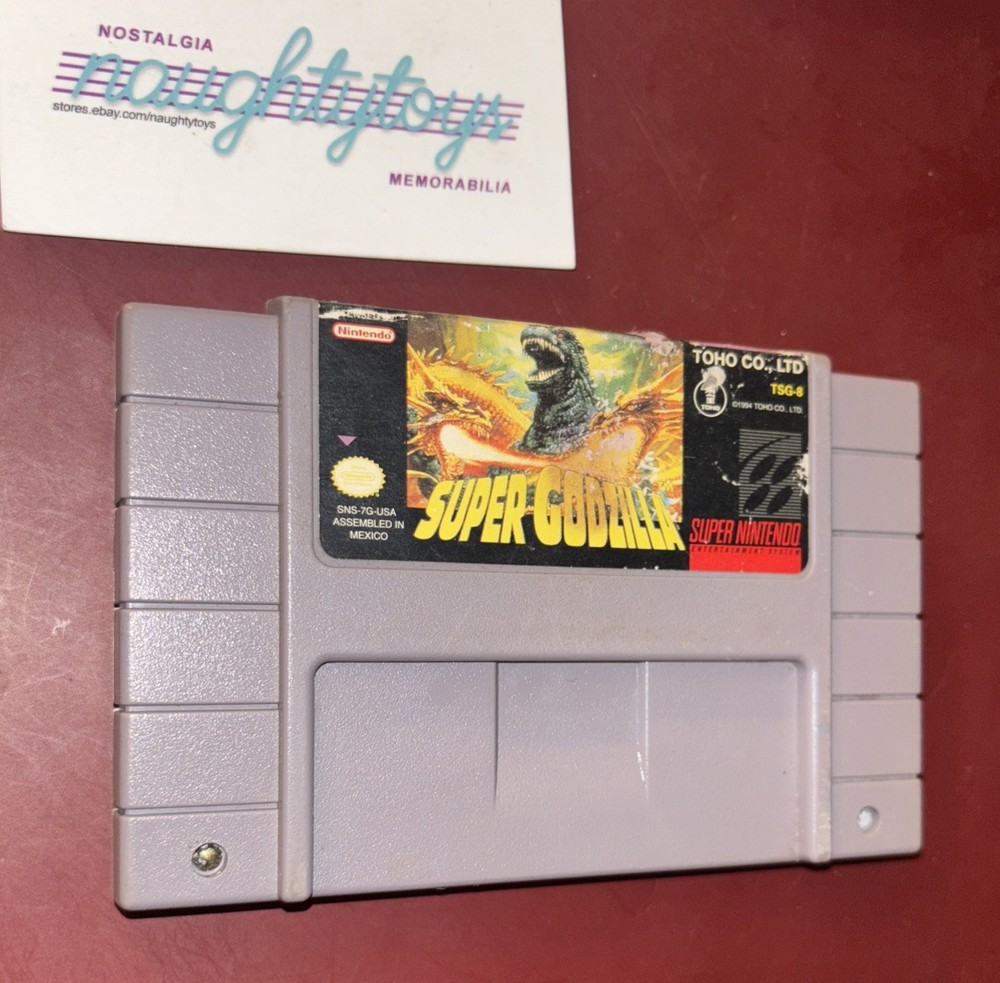 NOSTALGIA
naughtytoys
stores.ebay.com/naughtytoys
MEMORABILIA
Nintendo
TOHO CO., LTD
TSG-8
TOHO
©1994 TOHO CO., LTD.
SNS-7G-USA
ASSEMBLED IN
MEXICO
SUPER GODZILLA
SUPER NINTENDO
ENTERTAINMENT SYSTEM